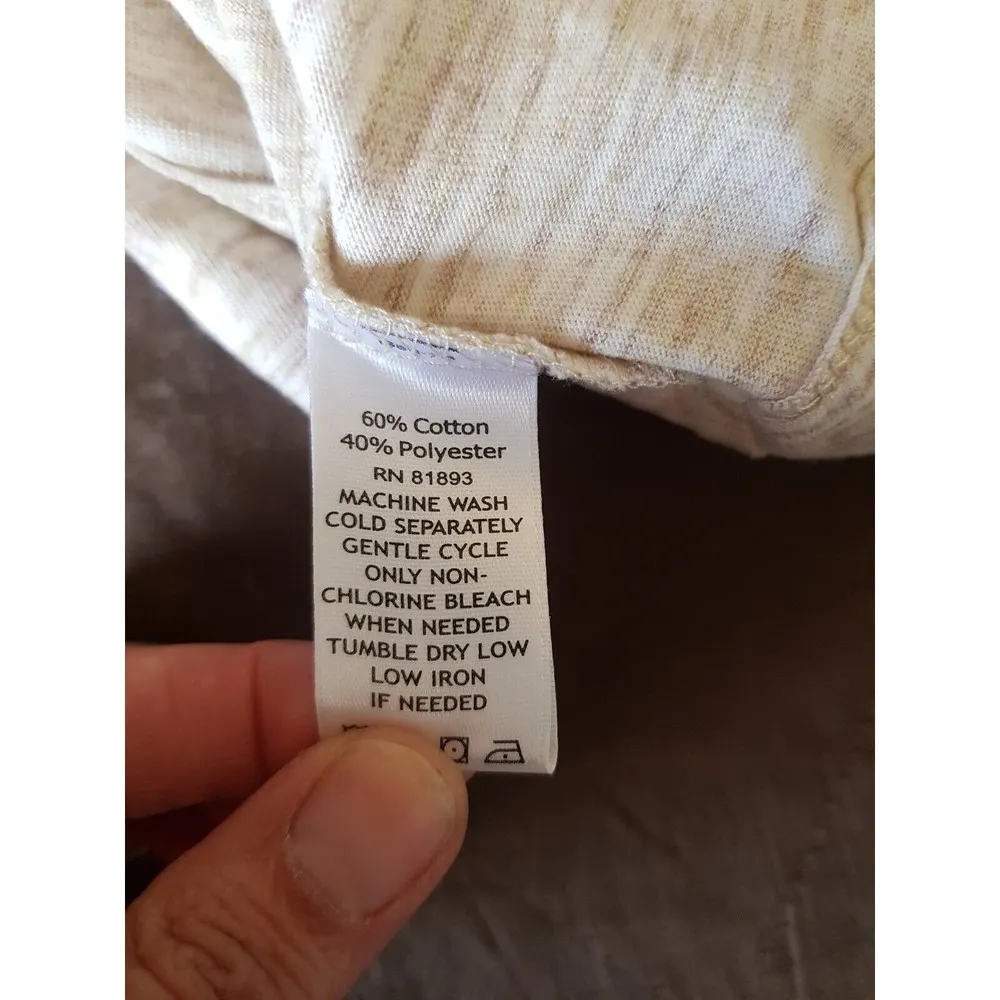 60% Cotton
40% Polyester
RN 81893
MACHINE WASH
COLD SEPARATELY
GENTLE CYCLE
ONLY NON-
CHLORINE BLEACH
WHEN NEEDED
TUMBLE DRY LOW
LOW IRON
IF NEEDED